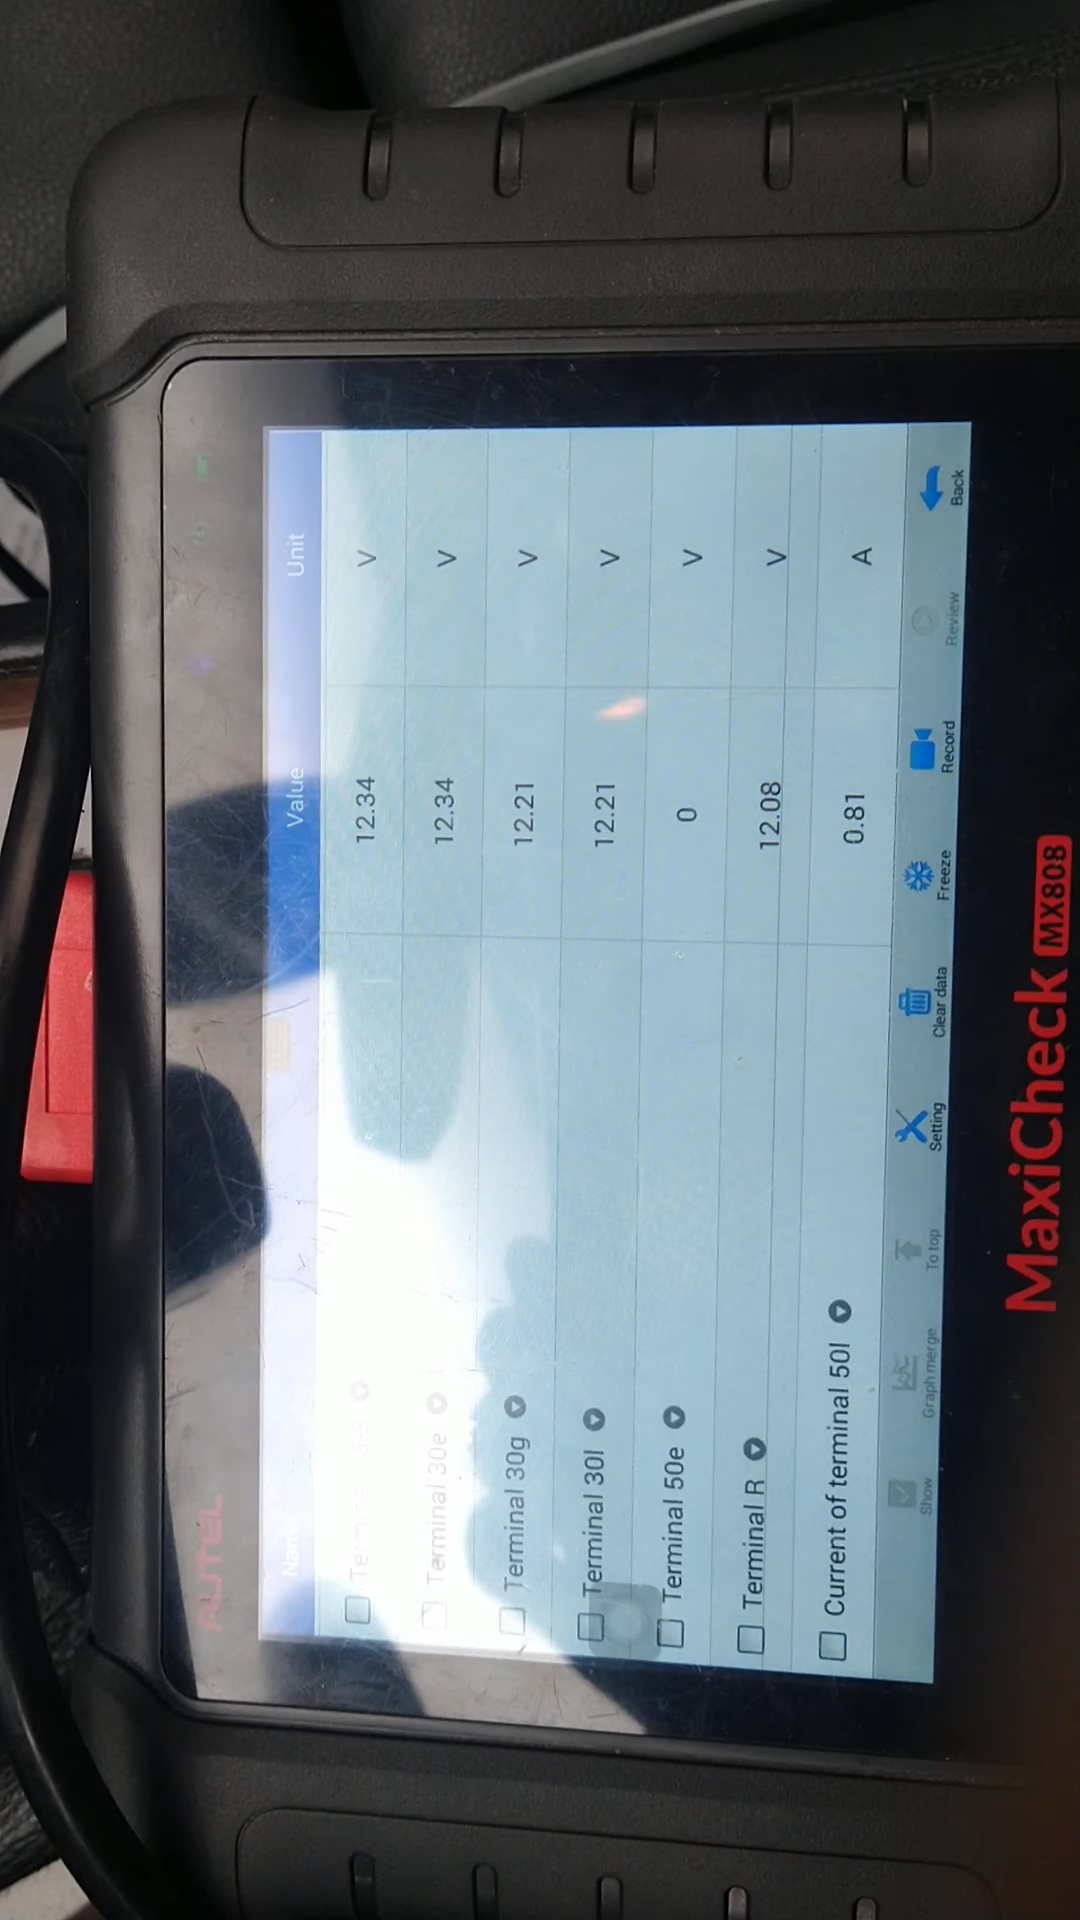 AUTEL
Value Unit
12.34 V
Terminal 30e 12.34 V
Terminal 30g 12.21 V
Terminal 30l 12.21 V
Terminal 50e 0 V
Terminal R 12.08 V
Current of terminal 50l 0.81 A
Show Graph merge To top Setting Clear data Freeze Record Review Back
MaxiCheck MX808